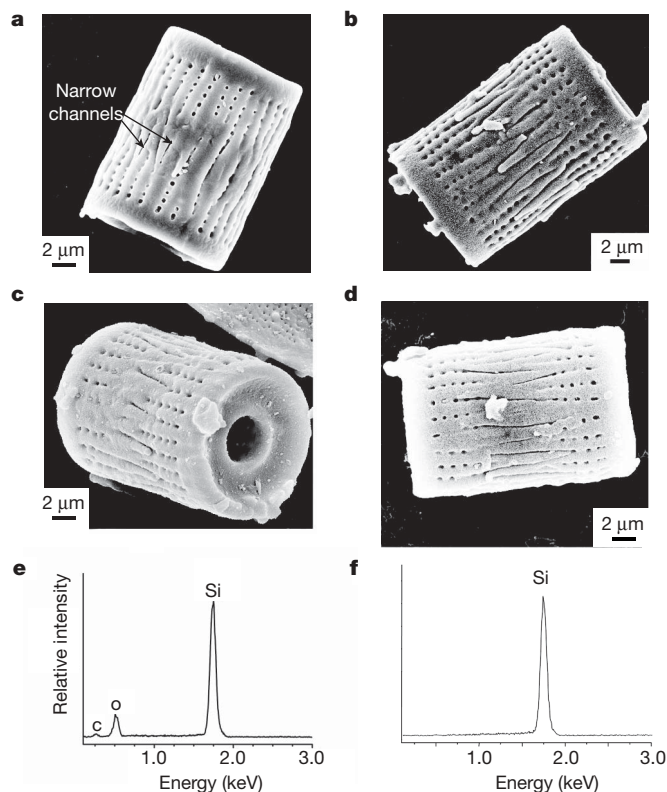 a
b
Narrow
channels
2 μm
2 μm
c
d
2 μm
2 μm
e
f
Relative intensity
Si
O
C
1.0
2.0
3.0
Energy (keV)
Si
1.0
2.0
3.0
Energy (keV)